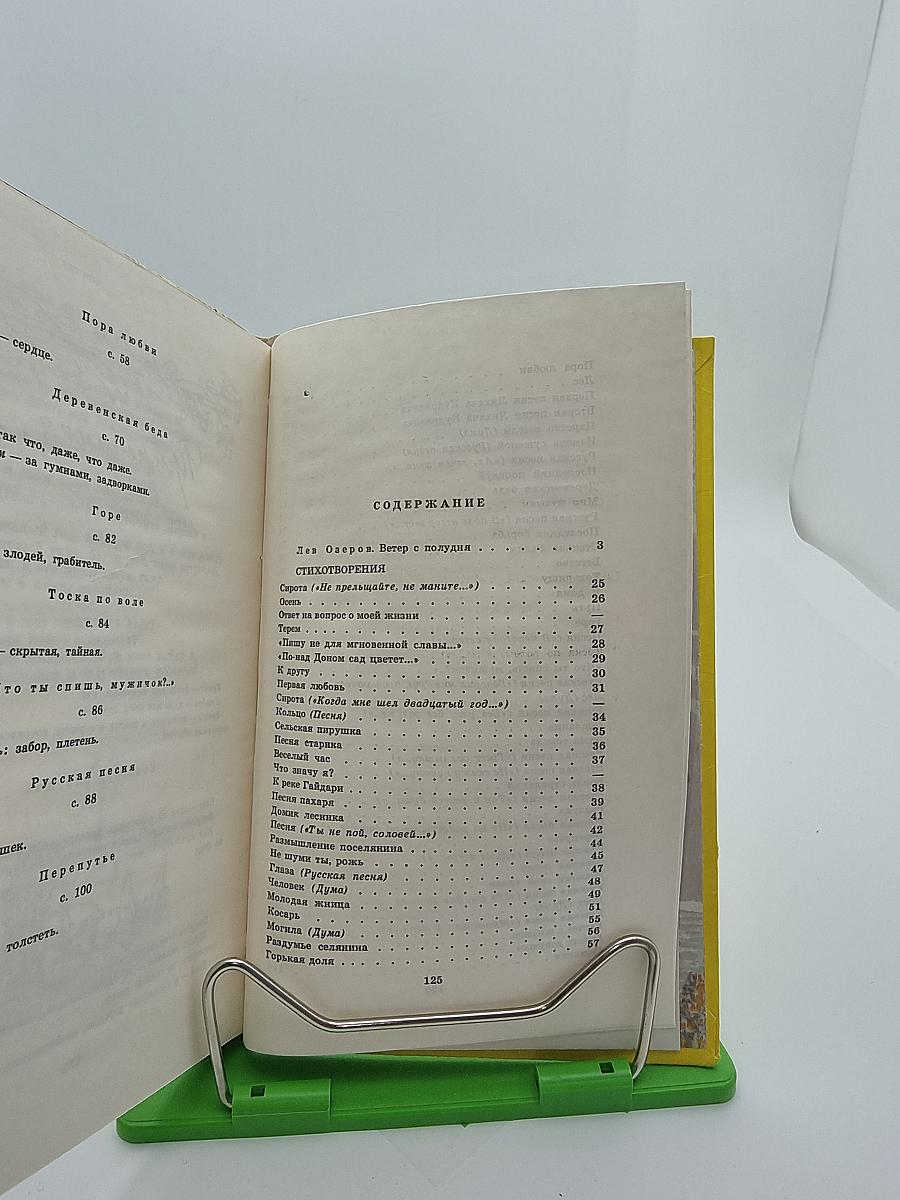 Пора любви
с. 58
— сердце.
Деревенская беда
с. 70
так что, даже, что даже.
и — за гумнами, задворками.
Горе
с. 82
злодей, грабитель.
Тоска по воле
с. 84
— скрытая, тайная.
что ты спишь, мужичок?..»
с. 86
: забор, плетень.
Русская песня
с. 88
шек.
Перепутье
с. 100
толстеть.
СОДЕРЖАНИЕ
Лев Озеров. Ветер с полудня . . . . . . . 3
СТИХОТВОРЕНИЯ
Сирота («Не прельщайте, не маните...») . . . . . . 25
Осень . . . . . . . . . . . . . . . 26
Ответ на вопрос о моей жизни . . . . . . . . —
Терем . . . . . . . . . . . . . . . 27
«Пишу не для мгновенной славы...» . . . . . . . 28
«По-над Доном сад цветет...» . . . . . . . . . 29
К другу . . . . . . . . . . . . . . 30
Первая любовь . . . . . . . . . . . . 31
Сирота («Когда мне шел двадцатый год...») . . . . —
Кольцо (Песня) . . . . . . . . . . . . 34
Сельская пирушка . . . . . . . . . . . 35
Песня старика . . . . . . . . . . . . 36
Веселый час . . . . . . . . . . . . . 37
Что значу я? . . . . . . . . . . . . . —
К реке Гайдари . . . . . . . . . . . . 38
Песня пахаря . . . . . . . . . . . . . 39
Домик лесника . . . . . . . . . . . . 41
Песня («Ты не пой, соловей...») . . . . . . . . 42
Размышление поселянина . . . . . . . . . 44
Не шуми ты, рожь . . . . . . . . . . . 45
Глаза (Русская песня) . . . . . . . . . . 47
Человек (Дума) . . . . . . . . . . . . 48
Молодая жница . . . . . . . . . . . . 49
Косарь . . . . . . . . . . . . . . 51
Могила (Дума) . . . . . . . . . . . . 55
Раздумье селянина . . . . . . . . . . . 56
Горькая доля . . . . . . . . . . . . . 57
125